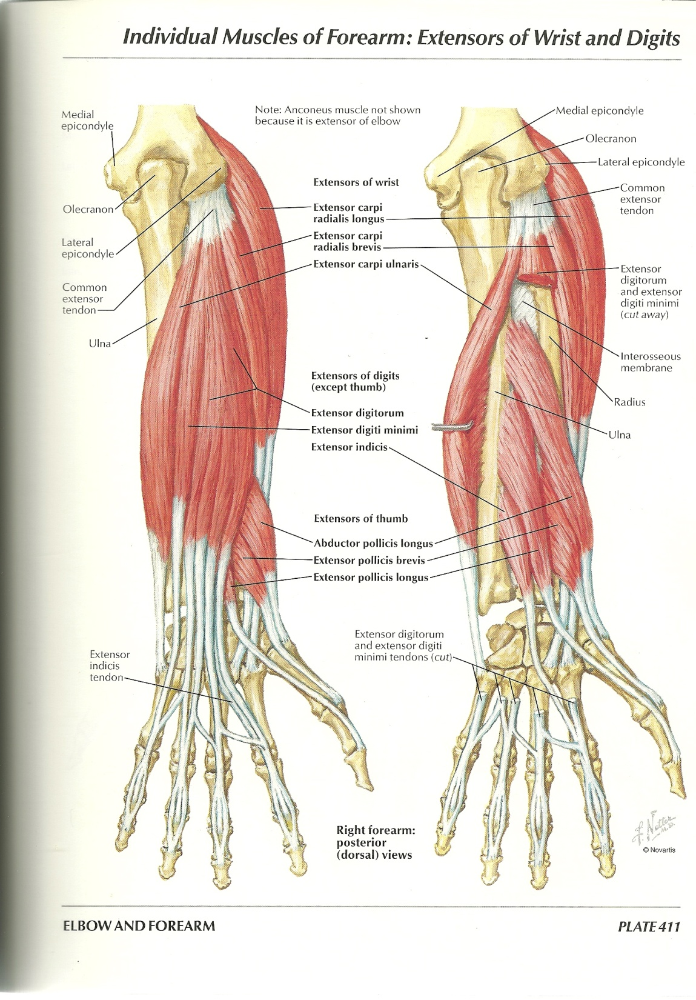 Individual Muscles of Forearm: Extensors of Wrist and Digits
Medial
epicondyle
Note: Anconeus muscle not shown
because it is extensor of elbow
Medial epicondyle
Olecranon
Lateral epicondyle
Extensors of wrist
Common
extensor
tendon
Olecranon
Extensor carpi
radialis longus
Lateral
epicondyle
Extensor carpi
radialis brevis
Extensor carpi ulnaris
Extensor
digitorum
and extensor
digiti minimi
(cut away)
Common
extensor
tendon
Ulna
Interosseous
membrane
Extensors of digits
(except thumb)
Radius
Extensor digitorum
Extensor digiti minimi
Ulna
Extensor indicis
Extensors of thumb
Abductor pollicis longus
Extensor pollicis brevis
Extensor pollicis longus
Extensor digitorum
and extensor digiti
minimi tendons (cut)
Extensor
indicis
tendon
Right forearm:
posterior
(dorsal) views
F. Netter
M.D.
© Novartis
ELBOW AND FOREARM
PLATE 411